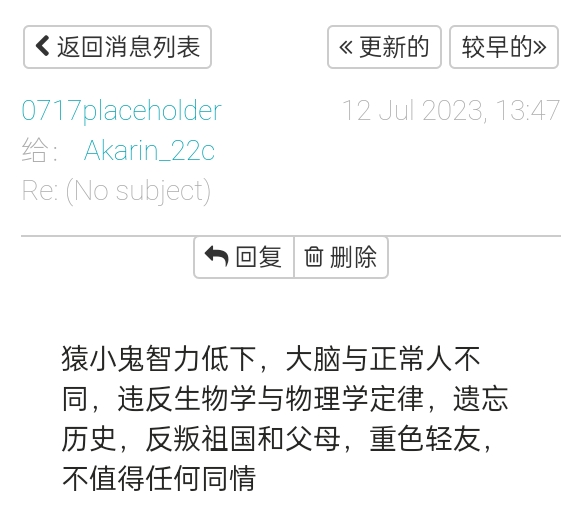 返回消息列表 « 更新的 较早的»
0717placeholder 12 Jul 2023, 13:47
给： Akarin_22c
Re: (No subject)
回复 删除
猿小鬼智力低下，大脑与正常人不
同，违反生物学与物理学定律，遗忘
历史，反叛祖国和父母，重色轻友，
不值得任何同情